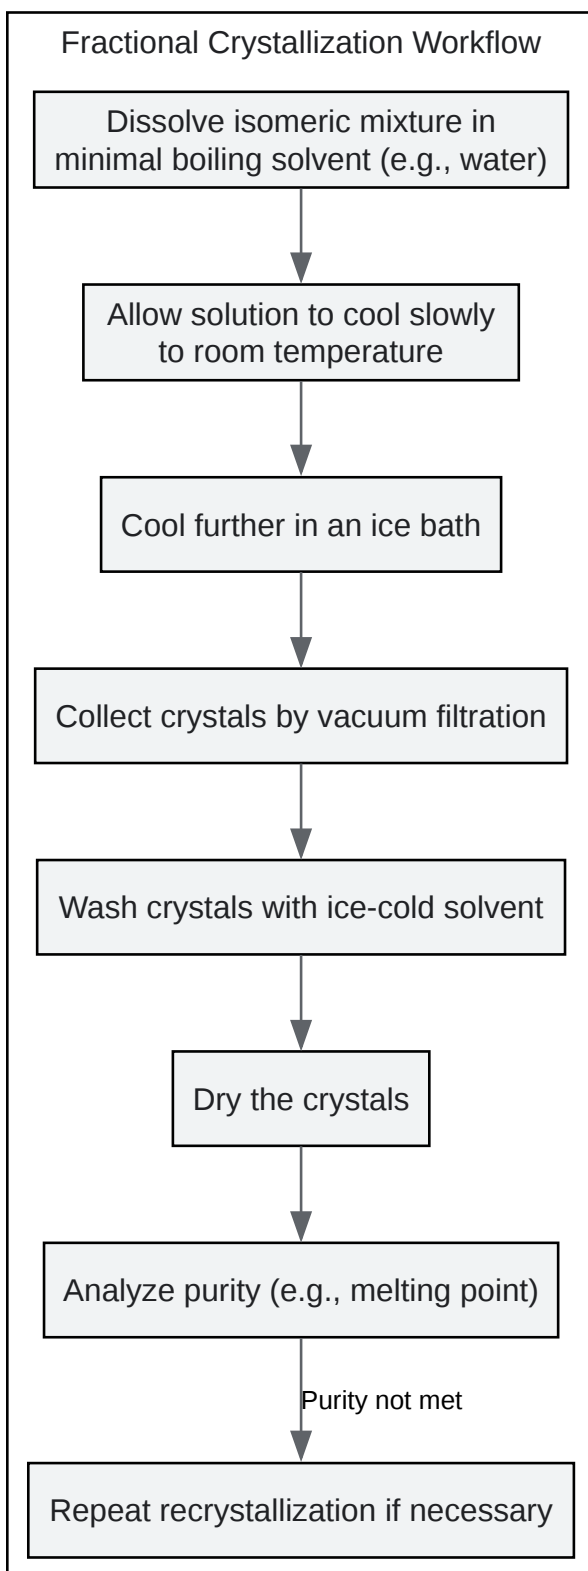 Fractional Crystallization Workflow
Dissolve isomeric mixture in
minimal boiling solvent (e.g., water)
Allow solution to cool slowly
to room temperature
Cool further in an ice bath
Collect crystals by vacuum filtration
Wash crystals with ice-cold solvent
Dry the crystals
Analyze purity (e.g., melting point)
Purity not met
Repeat recrystallization if necessary